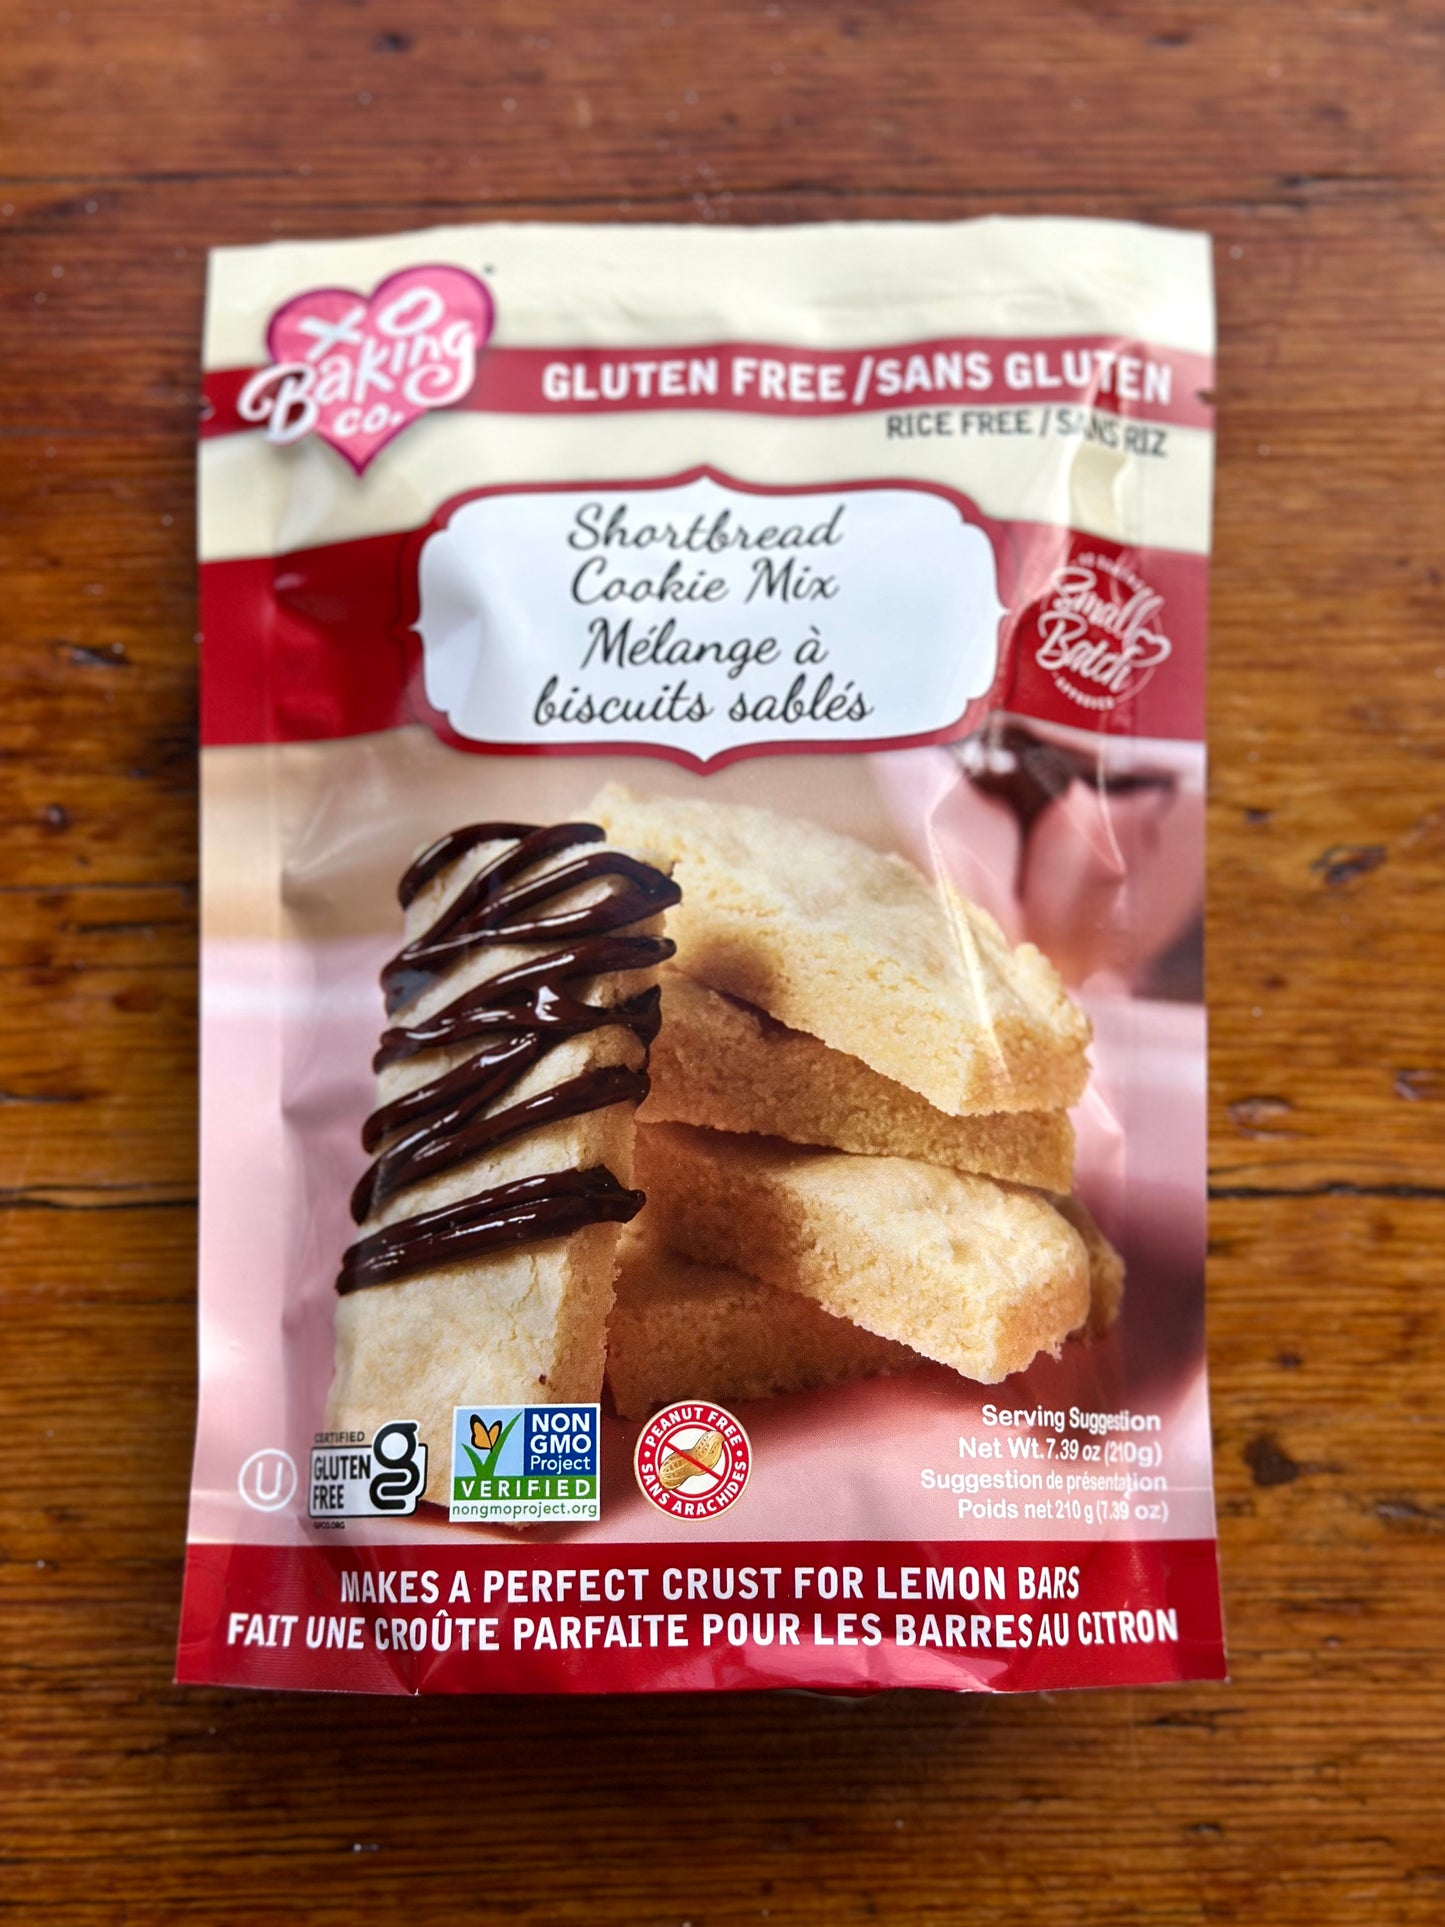 XO
Baking
co.
GLUTEN FREE/SANS GLUTEN
RICE FREE / SANS RIZ
Shortbread
Cookie Mix
Mélange à
biscuits sablés
Small
Batch
APPROVED
U
CERTIFIED
GLUTEN
FREE
g
GFCO.ORG
NON
GMO
Project
VERIFIED
nongmoproject.org
PEANUT FREE
SANS ARACHIDES
Serving Suggestion
Net Wt.7.39 oz (210g)
Suggestion de présentation
Poids net 210 g (7.39 oz)
MAKES A PERFECT CRUST FOR LEMON BARS
FAIT UNE CROÛTE PARFAITE POUR LES BARRES AU CITRON